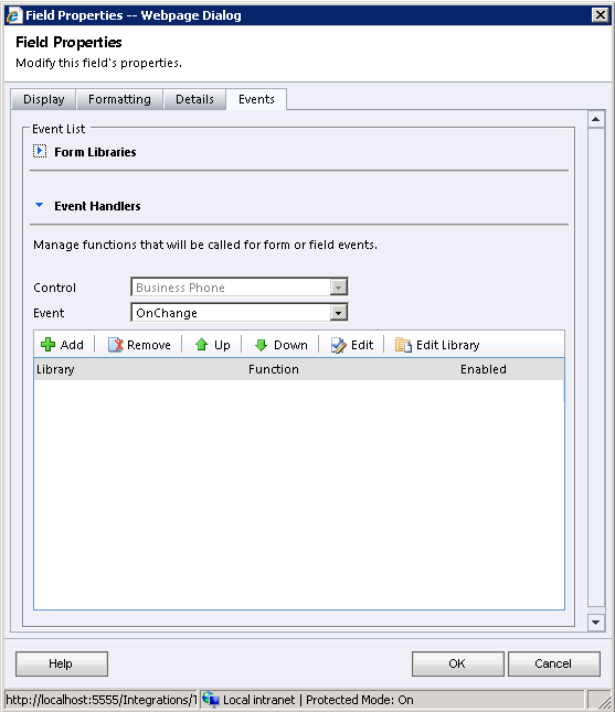 Field Properties -- Webpage Dialog
Field Properties
Modify this field's properties.
Display Formatting Details Events
Event List
Form Libraries
Event Handlers
Manage functions that will be called for form or field events.
Control Business Phone
Event OnChange
Add Remove Up Down Edit Edit Library
Library Function Enabled
Help OK Cancel
http://localhost:5555/Integrations/ Local intranet | Protected Mode: On